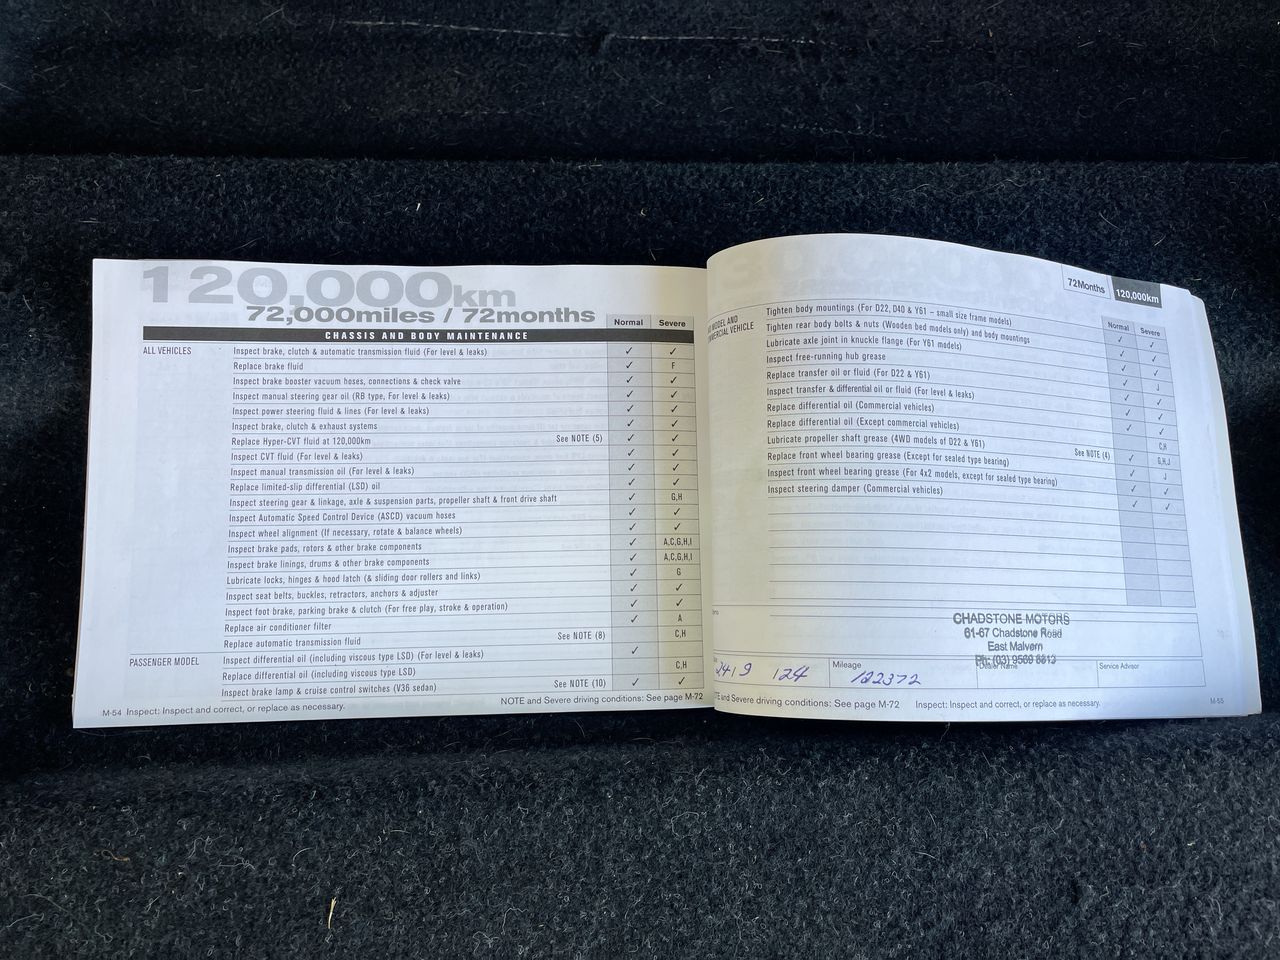 120,000km
72,000miles / 72months
Normal Severe
CHASSIS AND BODY MAINTENANCE
ALL VEHICLES Inspect brake, clutch & automatic transmission fluid (For level & leaks) ✓ ✓
Replace brake fluid ✓ F
Inspect brake booster vacuum hoses, connections & check valve ✓ ✓
Inspect manual steering gear oil (RB type, For level & leaks) ✓ ✓
Inspect power steering fluid & lines (For level & leaks) ✓ ✓
Inspect brake, clutch & exhaust systems ✓ ✓
Replace Hyper-CVT fluid at 120,000km See NOTE (5) ✓ ✓
Inspect CVT fluid (For level & leaks) ✓ ✓
Inspect manual transmission oil (For level & leaks) ✓ ✓
Replace limited-slip differential (LSD) oil ✓ ✓
Inspect steering gear & linkage, axle & suspension parts, propeller shaft & front drive shaft ✓ G,H
Inspect Automatic Speed Control Device (ASCD) vacuum hoses ✓ ✓
Inspect wheel alignment (If necessary, rotate & balance wheels) ✓ ✓
Inspect brake pads, rotors & other brake components ✓ A,C,G,H,I
Inspect brake linings, drums & other brake components ✓ A,C,G,H,I
Lubricate locks, hinges & hood latch (& sliding door rollers and links) ✓ G
Inspect seat belts, buckles, retractors, anchors & adjuster ✓ ✓
Inspect foot brake, parking brake & clutch (For free play, stroke & operation) ✓ ✓
Replace air conditioner filter ✓ A
Replace automatic transmission fluid See NOTE (8) C,H
PASSENGER MODEL Inspect differential oil (including viscous type LSD) (For level & leaks) ✓
Replace differential oil (including viscous type LSD) C,H
Inspect brake lamp & cruise control switches (V36 sedan) See NOTE (10) ✓ ✓
M-54 Inspect: Inspect and correct, or replace as necessary. NOTE and Severe driving conditions: See page M-72
72Months 120,000km
Normal Severe
MODEL AND
VEHICLE
Tighten body mountings (For D22, D40 & Y61 – small size frame models) ✓ ✓
Tighten rear body bolts & nuts (Wooden bed models only) and body mountings ✓ ✓
Lubricate axle joint in knuckle flange (For Y61 models) ✓ ✓
Inspect free-running hub grease ✓ J
Replace transfer oil or fluid (For D22 & Y61) ✓ ✓
Inspect transfer & differential oil or fluid (For level & leaks) ✓ ✓
Replace differential oil (Commercial vehicles) C,H
Replace differential oil (Except commercial vehicles) See NOTE (4) ✓ G,H,J
Lubricate propeller shaft grease (4WD models of D22 & Y61) ✓ J
Replace front wheel bearing grease (Except for sealed type bearing) ✓ ✓
Inspect front wheel bearing grease (For 4x2 models, except for sealed type bearing) ✓ ✓
Inspect steering damper (Commercial vehicles)
CHADSTONE MOTORS
61-67 Chadstone Road
East Malvern
Ph: (03) 9569 8813
Dealer Name
2419 124 Mileage 122372 Service Advisor
and Severe driving conditions: See page M-72 Inspect: Inspect and correct, or replace as necessary. M-55